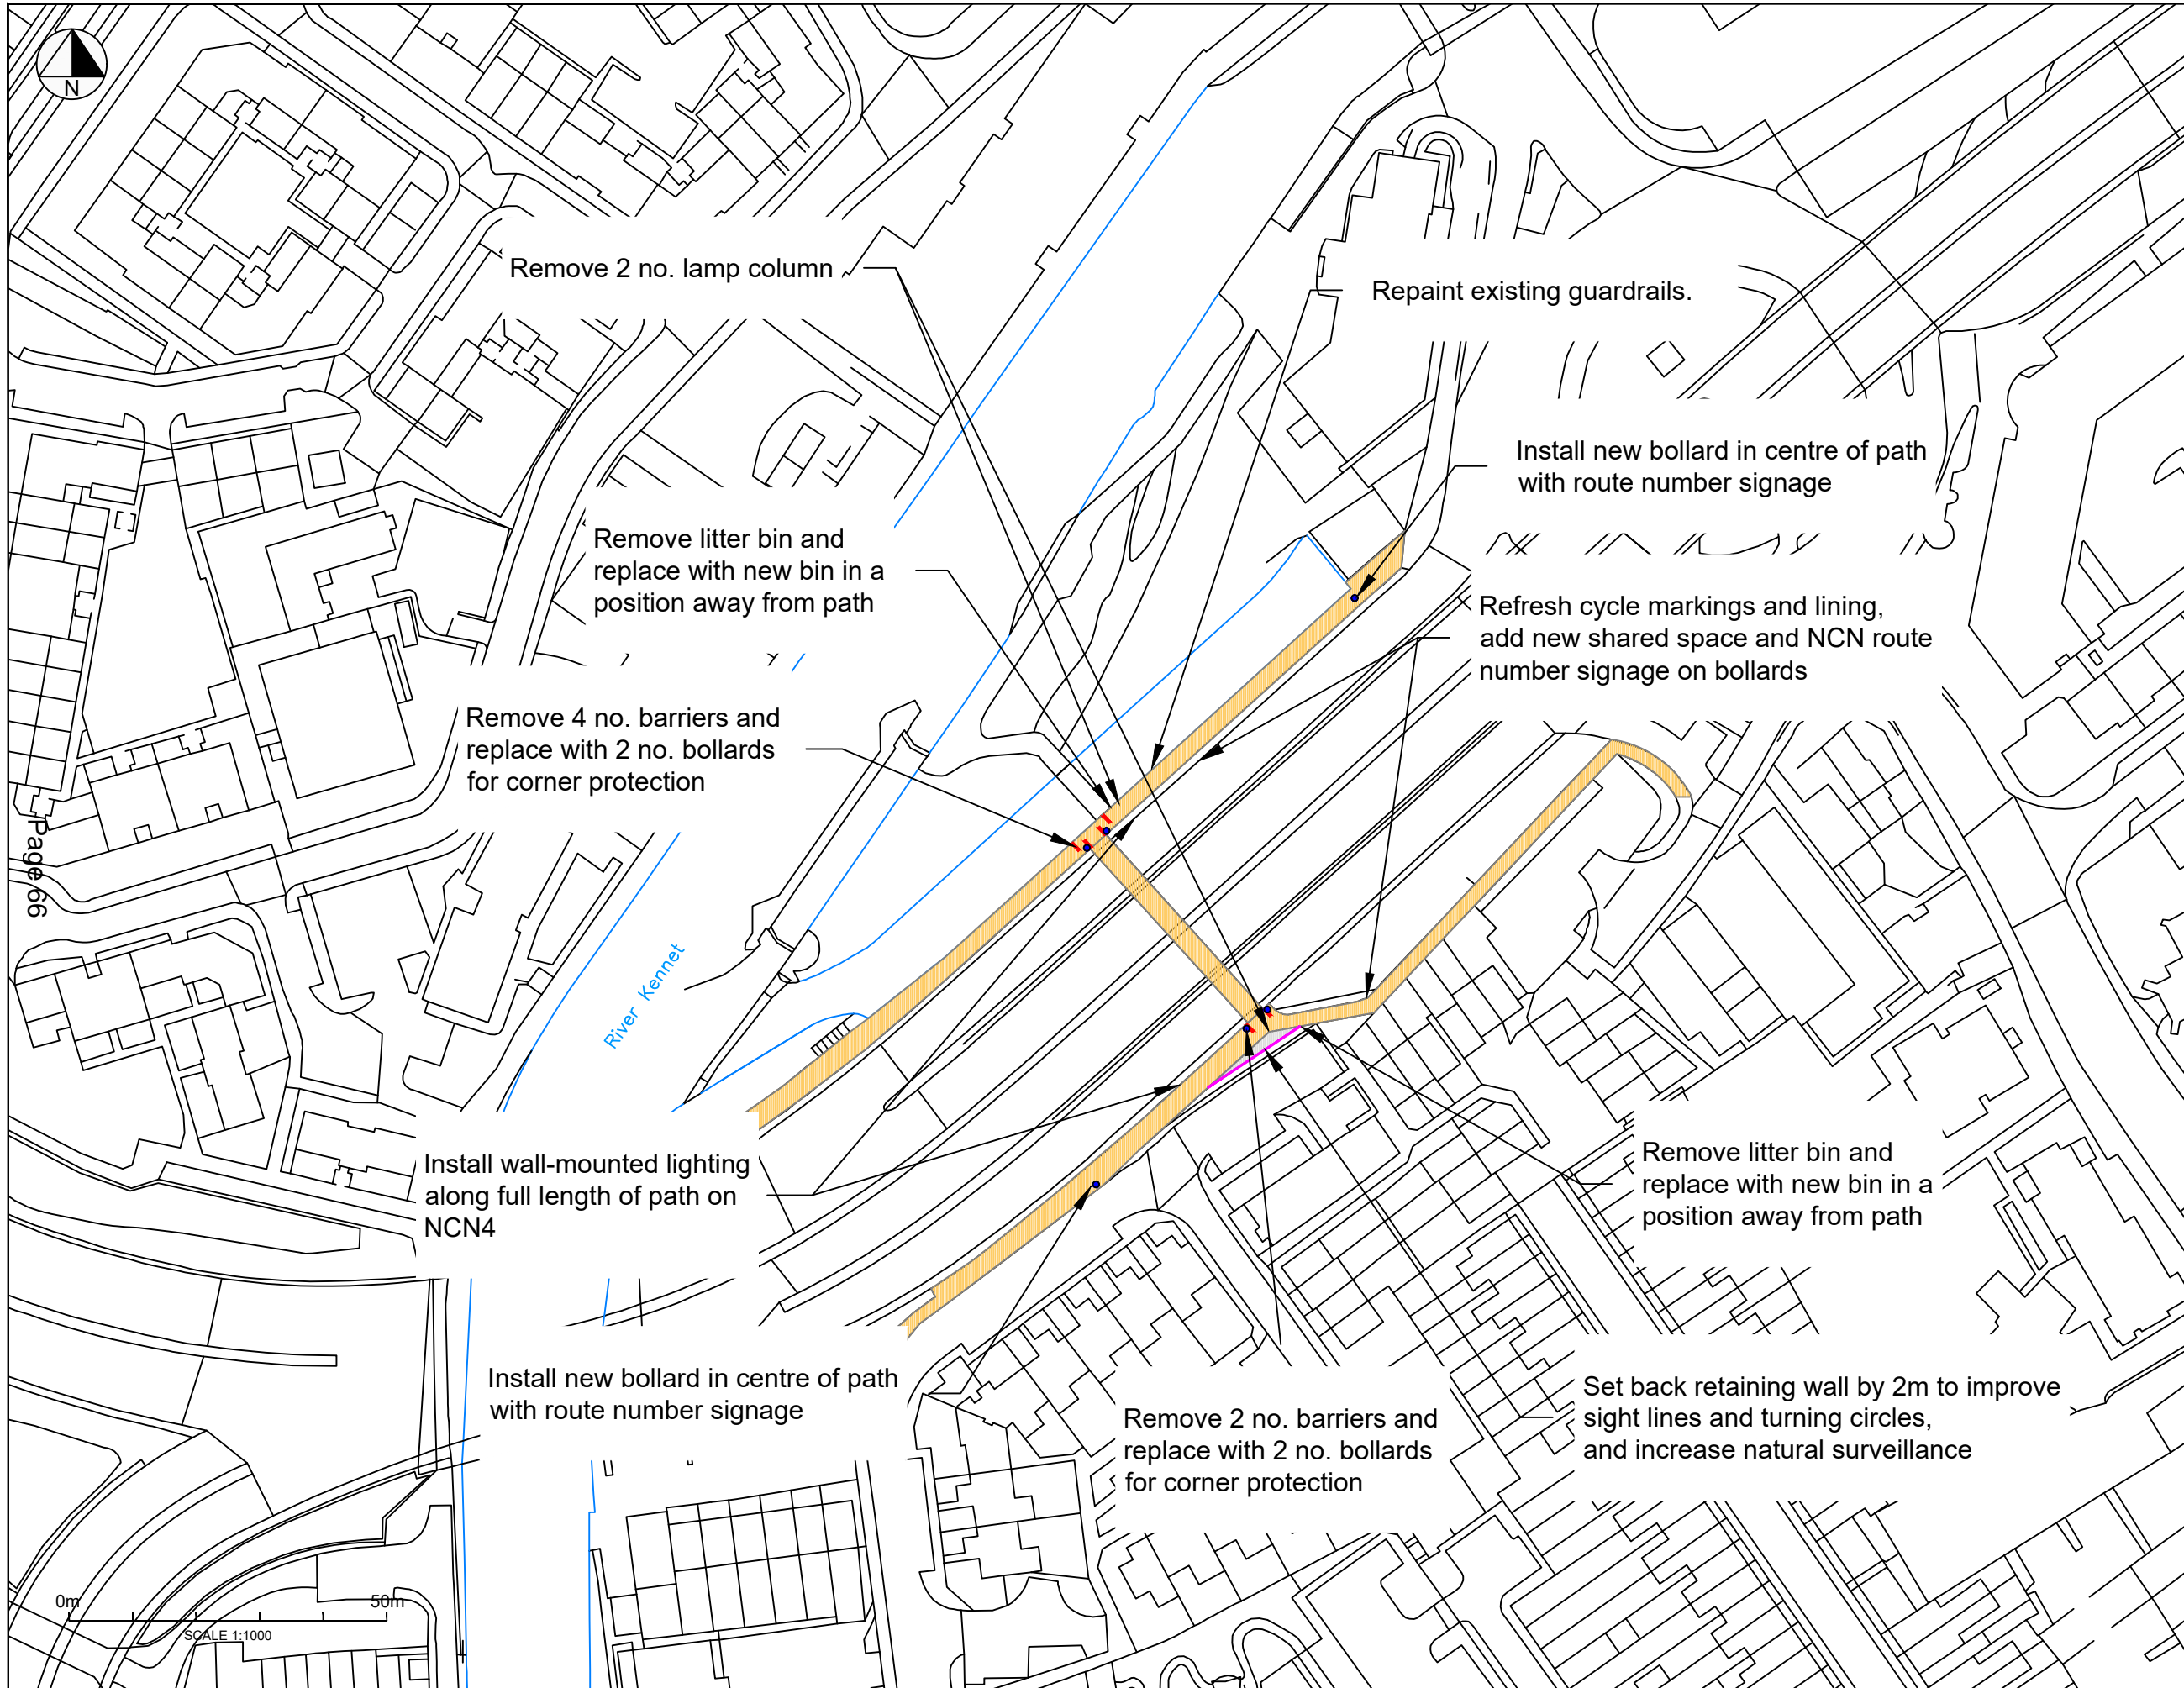 N
Remove 2 no. lamp column
Repaint existing guardrails.
Install new bollard in centre of path
with route number signage
Remove litter bin and
replace with new bin in a
position away from path
Refresh cycle markings and lining,
add new shared space and NCN route
number signage on bollards
Remove 4 no. barriers and
replace with 2 no. bollards
for corner protection
Page 66
River Kennet
Install wall-mounted lighting
along full length of path on
NCN4
Remove litter bin and
replace with new bin in a
position away from path
Install new bollard in centre of path
with route number signage
Remove 2 no. barriers and
replace with 2 no. bollards
for corner protection
Set back retaining wall by 2m to improve
sight lines and turning circles,
and increase natural surveillance
0m 50m
SCALE 1:1000